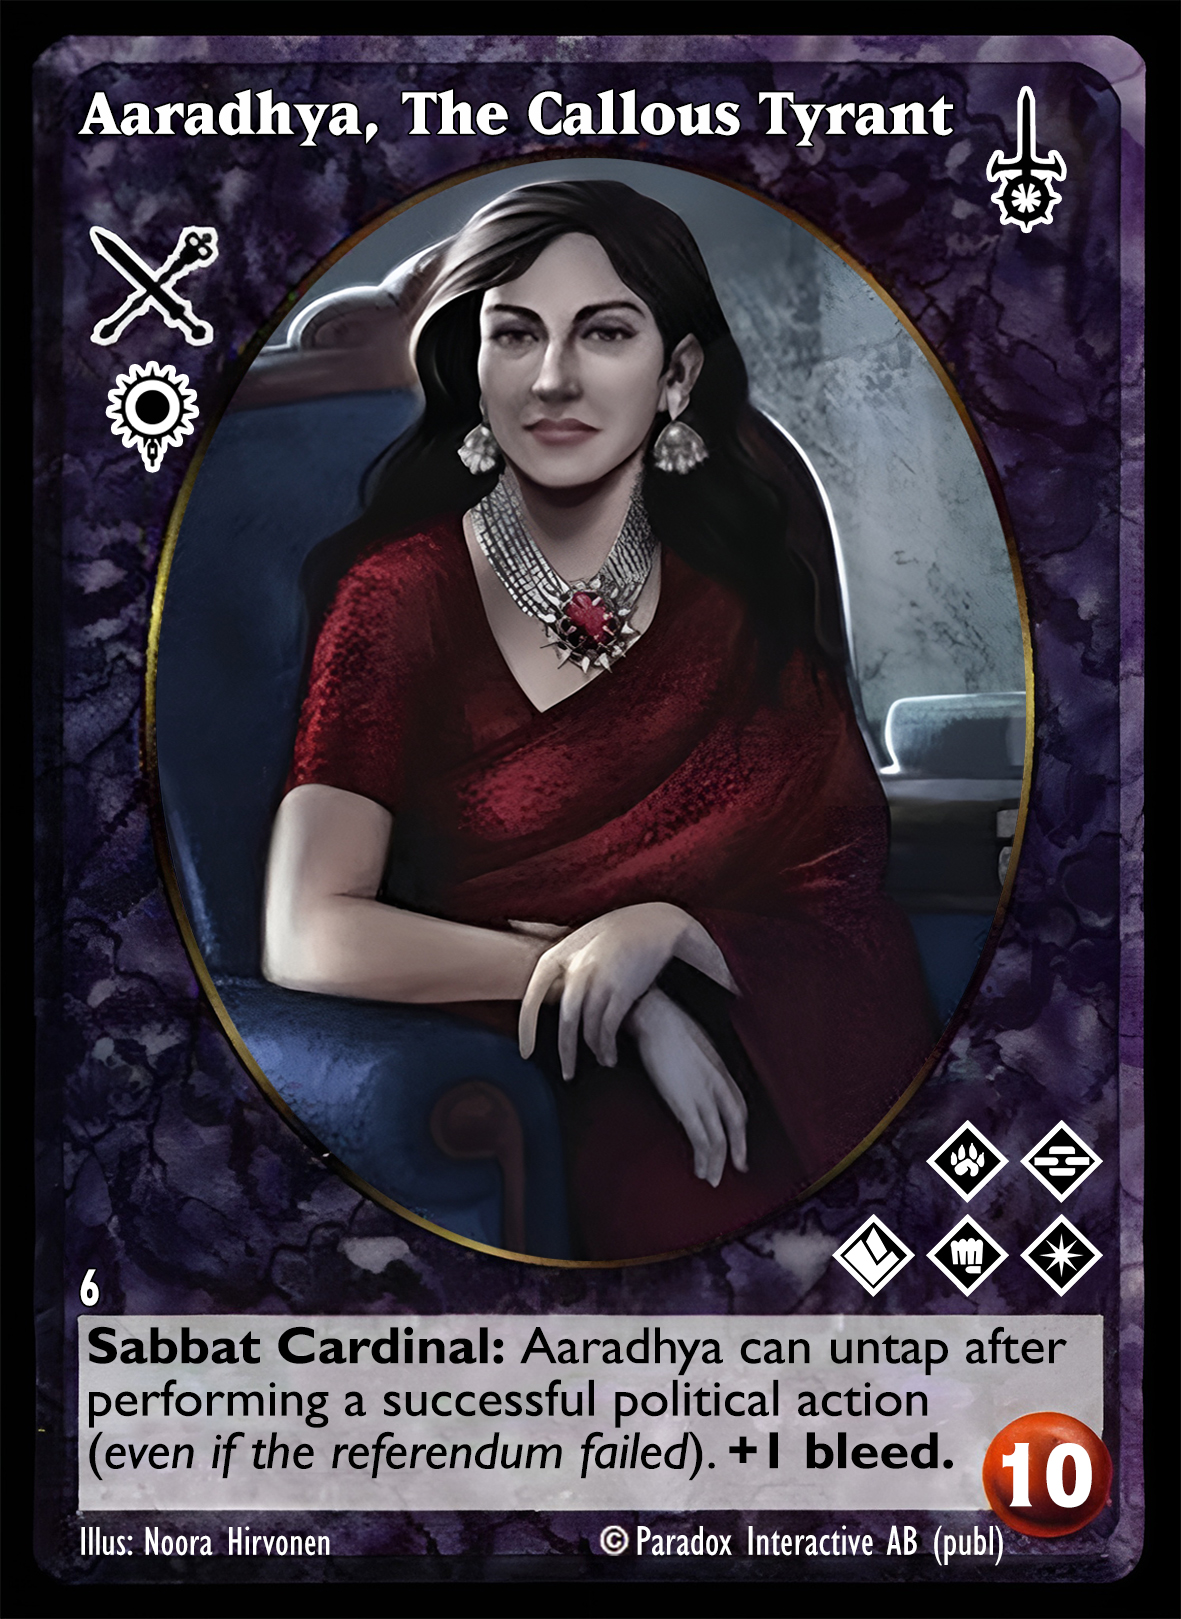 Aaradhya, The Callous Tyrant
6
Sabbat Cardinal: Aaradhya can untap after
performing a successful political action
(even if the referendum failed). +1 bleed.
10
Illus: Noora Hirvonen
© Paradox Interactive AB (publ)